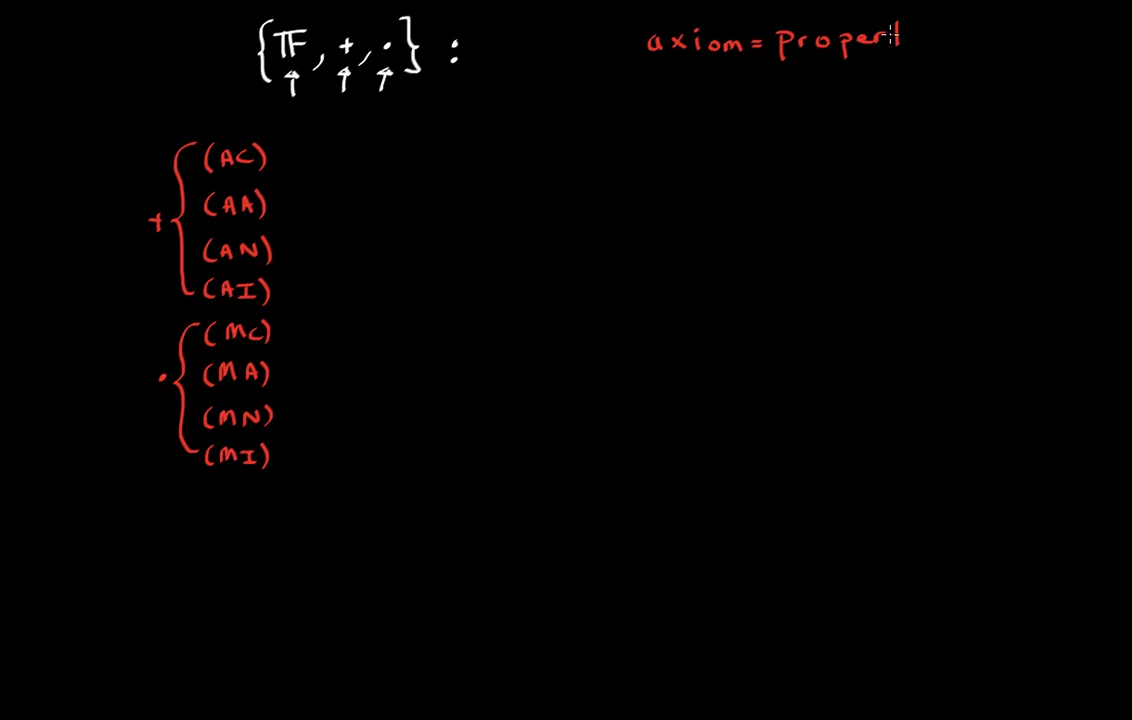 {𝔽, +, ·} :
axiom = propert
↑ ↑ ↑
+ { (AC)
(AA)
(AN)
(AI)
· { (MC)
(MA)
(MN)
(MI)